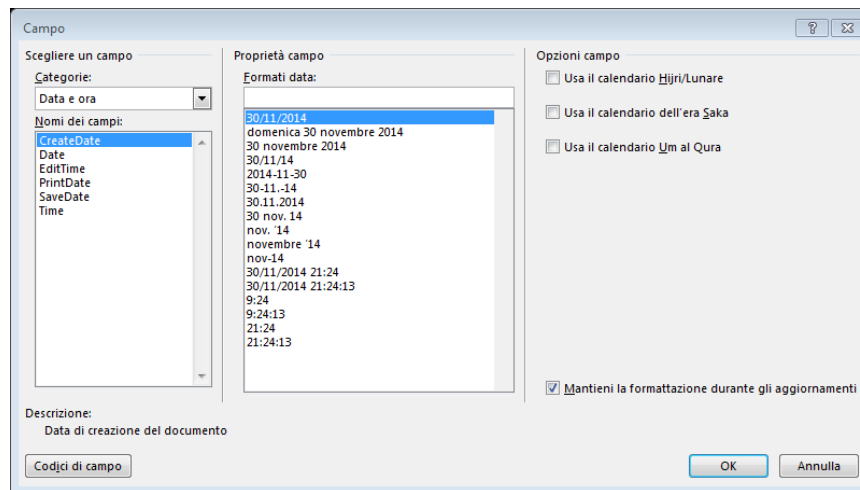 Campo
Scegliere un campo
Categorie:
Data e ora
Nomi dei campi:
CreateDate
Date
EditTime
PrintDate
SaveDate
Time
Proprietà campo
Formati data:
30/11/2014
domenica 30 novembre 2014
30 novembre 2014
30/11/14
2014-11-30
30-11.-14
30.11.2014
30 nov. 14
nov. '14
novembre '14
nov-14
30/11/2014 21:24
30/11/2014 21:24:13
9:24
9:24:13
21:24
21:24:13
Opzioni campo
Usa il calendario Hijri/Lunare
Usa il calendario dell'era Saka
Usa il calendario Um al Qura
Mantieni la formattazione durante gli aggiornamenti
Descrizione:
Data di creazione del documento
Codici di campo
OK
Annulla